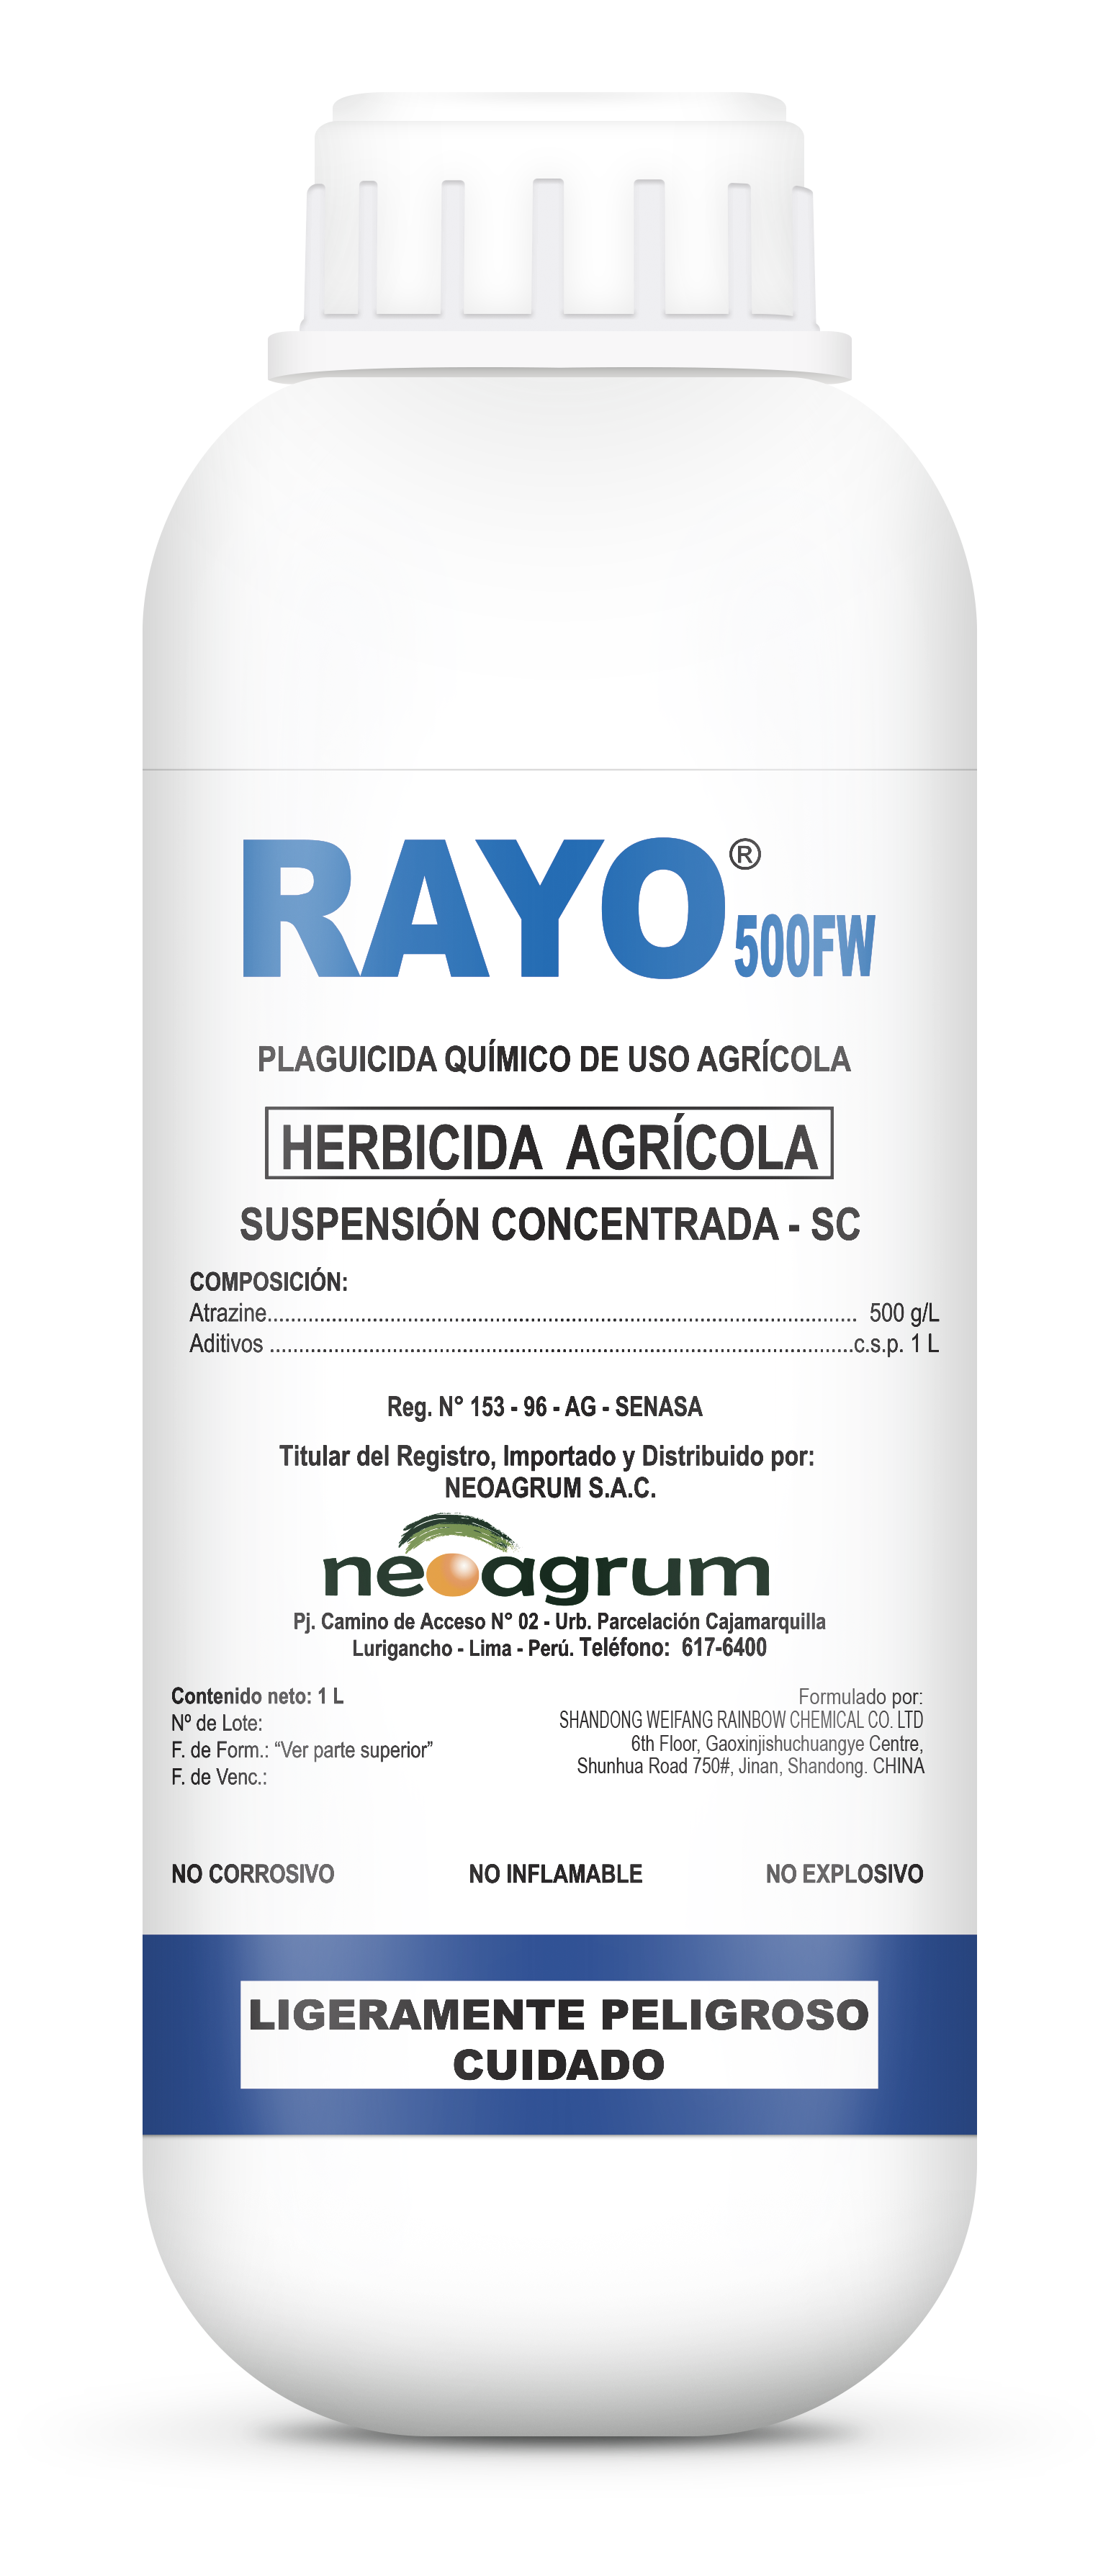 RAYO® 500FW
PLAGUICIDA QUÍMICO DE USO AGRÍCOLA
HERBICIDA AGRÍCOLA
SUSPENSIÓN CONCENTRADA - SC
COMPOSICIÓN:
Atrazine..................................................................................................... 500 g/L
Aditivos ....................................................................................................c.s.p. 1 L
Reg. N° 153 - 96 - AG - SENASA
Titular del Registro, Importado y Distribuido por:
NEOAGRUM S.A.C.
neoagrum
Pj. Camino de Acceso N° 02 - Urb. Parcelación Cajamarquilla
Lurigancho - Lima - Perú. Teléfono: 617-6400
Contenido neto: 1 L
Nº de Lote:
F. de Form.: “Ver parte superior”
F. de Venc.:
Formulado por:
SHANDONG WEIFANG RAINBOW CHEMICAL CO. LTD
6th Floor, Gaoxinjishuchuangye Centre,
Shunhua Road 750#, Jinan, Shandong. CHINA
NO CORROSIVO NO INFLAMABLE NO EXPLOSIVO
LIGERAMENTE PELIGROSO
CUIDADO